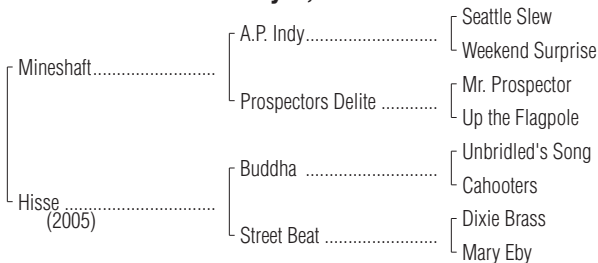 Seattle Slew
A.P. Indy..............................
Weekend Surprise
Mineshaft..........................
Mr. Prospector
Prospectors Delite ............
Up the Flagpole
Unbridled's Song
Buddha ............................
Cahooters
Hisse ................................
(2005)
Dixie Brass
Street Beat ........................
Mary Eby